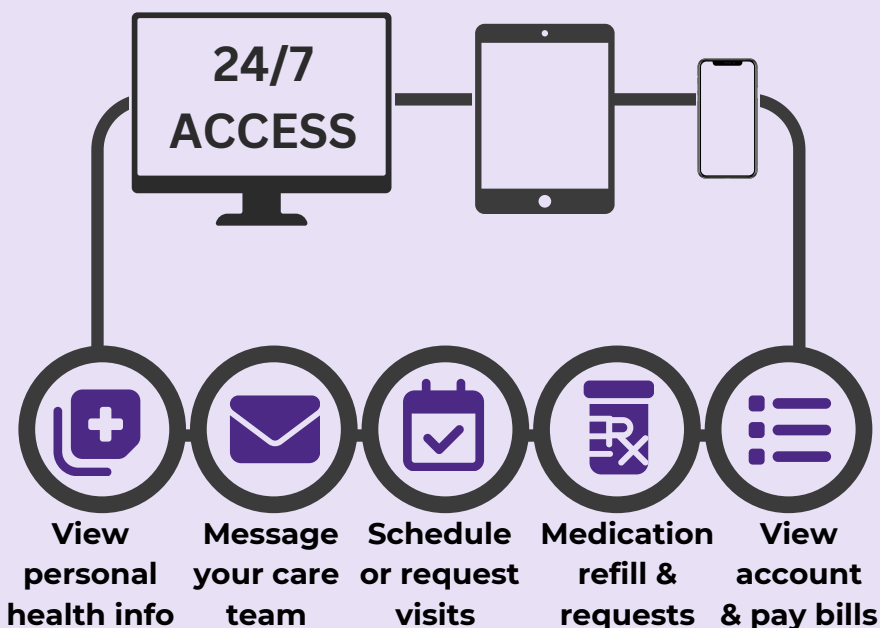 24/7
ACCESS
Rx
View
personal
health info
Message
your care
team
Schedule
or request
visits
Medication
refill &
requests
View
account
& pay bills